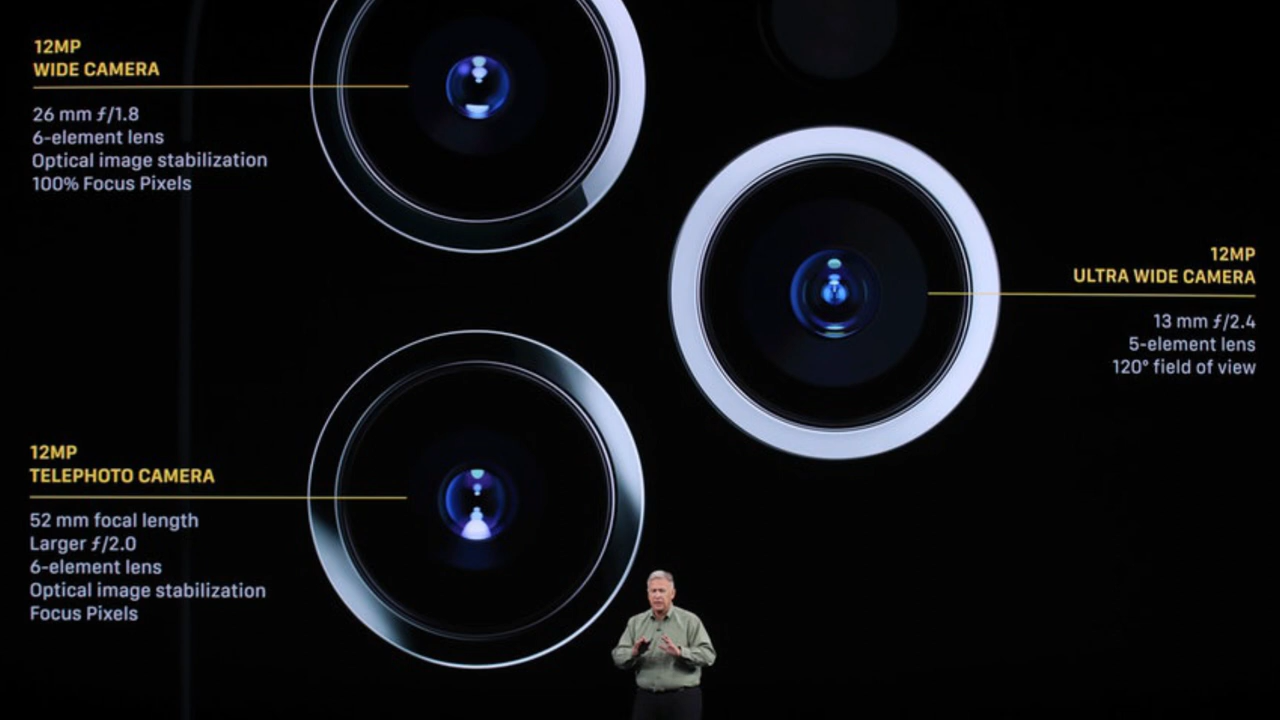 12MP
WIDE CAMERA
26 mm ƒ/1.8
6-element lens
Optical image stabilization
100% Focus Pixels
12MP
ULTRA WIDE CAMERA
13 mm ƒ/2.4
5-element lens
120° field of view
12MP
TELEPHOTO CAMERA
52 mm focal length
Larger ƒ/2.0
6-element lens
Optical image stabilization
Focus Pixels